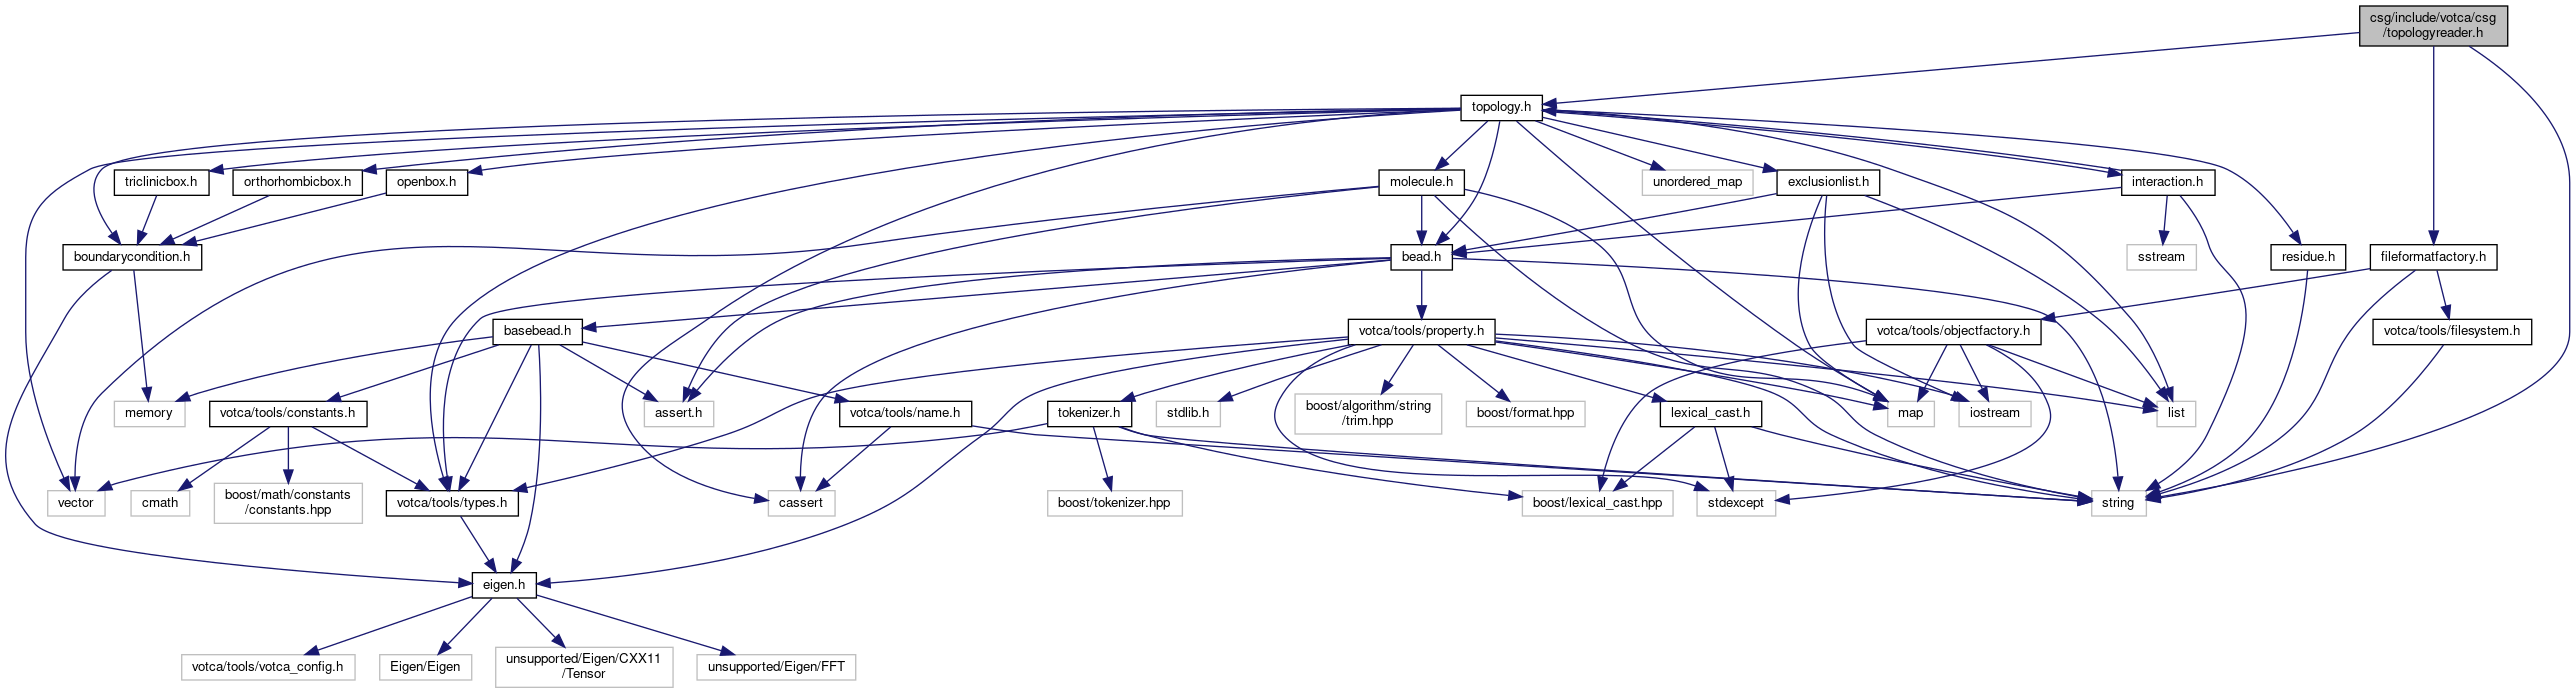 csg/include/votca/csg
/topologyreader.h
topology.h
triclinicbox.h
orthorhombicbox.h
openbox.h
molecule.h
unordered_map
exclusionlist.h
interaction.h
boundarycondition.h
bead.h
sstream
residue.h
fileformatfactory.h
basebead.h
votca/tools/property.h
votca/tools/objectfactory.h
votca/tools/filesystem.h
memory
votca/tools/constants.h
assert.h
votca/tools/name.h
tokenizer.h
stdlib.h
boost/algorithm/string
/trim.hpp
boost/format.hpp
lexical_cast.h
map
iostream
list
vector
cmath
boost/math/constants
/constants.hpp
votca/tools/types.h
cassert
boost/tokenizer.hpp
boost/lexical_cast.hpp
stdexcept
string
eigen.h
votca/tools/votca_config.h
Eigen/Eigen
unsupported/Eigen/CXX11
/Tensor
unsupported/Eigen/FFT